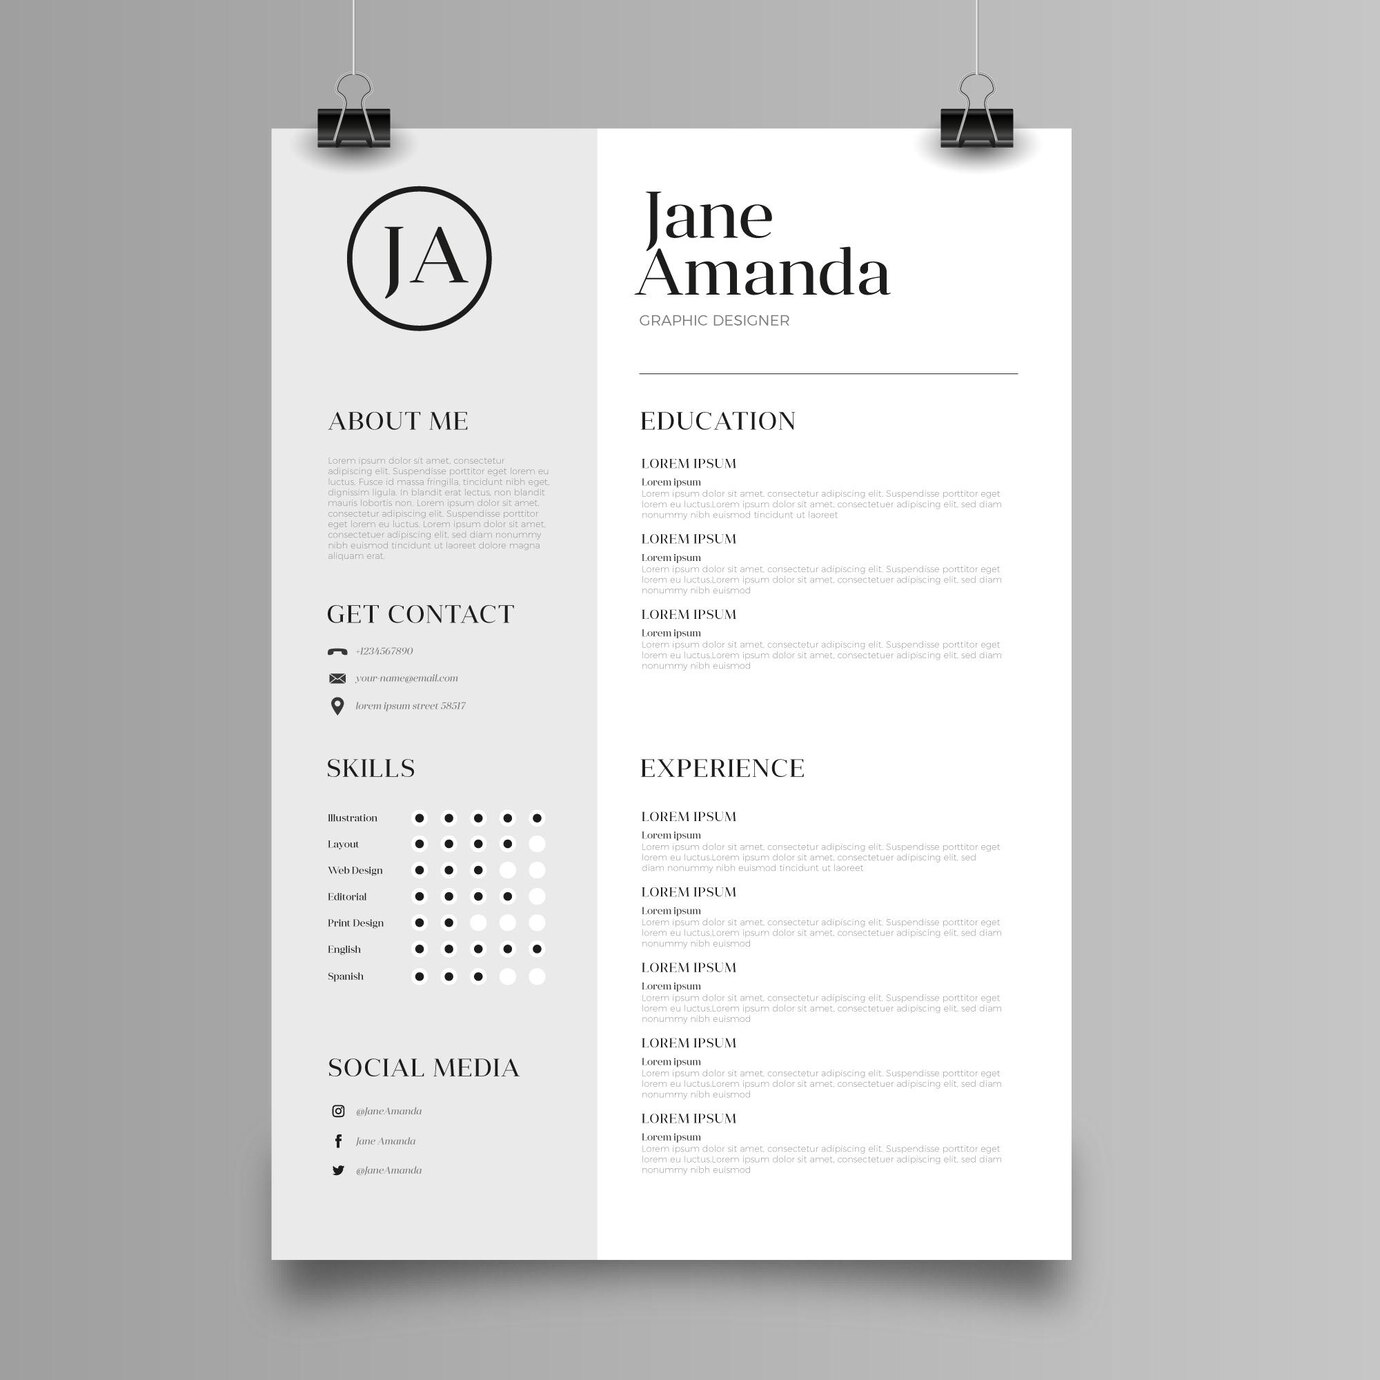 JA
ABOUT ME
Lorem ipsum dolor sit amet, consectetur
adipiscing elit. Suspendisse porttitor eget lorem eu
luctus. Fusce id massa fringilla, tincidunt nibh eget,
dignissim ligula. In blandit erat lectus, non blandit
mauris lobortis non. Lorem ipsum dolor sit amet,
consectetur adipiscing elit. Suspendisse porttitor
eget lorem eu luctus. Lorem ipsum dolor sit amet,
consectetuer adipiscing elit, sed diam nonummy
nibh euismod tincidunt ut laoreet dolore magna
aliquam erat.
GET CONTACT
+1234567890
your-name@email.com
lorem ipsum street 58517
SKILLS
Illustration
Layout
Web Design
Editorial
Print Design
English
Spanish
SOCIAL MEDIA
@JaneAmanda
Jane Amanda
@JaneAmanda
Jane
Amanda
GRAPHIC DESIGNER
EDUCATION
LOREM IPSUM
Lorem ipsum
Lorem ipsum dolor sit amet, consectetur adipiscing elit. Suspendisse porttitor eget
lorem eu luctus.Lorem ipsum dolor sit amet, consectetuer adipiscing elit, sed diam
nonummy nibh euismod tincidunt ut laoreet
LOREM IPSUM
Lorem ipsum
Lorem ipsum dolor sit amet, consectetur adipiscing elit. Suspendisse porttitor eget
lorem eu luctus.Lorem ipsum dolor sit amet, consectetuer adipiscing elit, sed diam
nonummy nibh euismod
LOREM IPSUM
Lorem ipsum
Lorem ipsum dolor sit amet, consectetur adipiscing elit. Suspendisse porttitor eget
lorem eu luctus.Lorem ipsum dolor sit amet, consectetuer adipiscing elit, sed diam
nonummy nibh euismod
EXPERIENCE
LOREM IPSUM
Lorem ipsum
Lorem ipsum dolor sit amet, consectetur adipiscing elit. Suspendisse porttitor eget
lorem eu luctus.Lorem ipsum dolor sit amet, consectetuer adipiscing elit, sed
diam nonummy nibh euismod tincidunt ut laoreet
LOREM IPSUM
Lorem ipsum
Lorem ipsum dolor sit amet, consectetur adipiscing elit. Suspendisse porttitor eget
lorem eu luctus.Lorem ipsum dolor sit amet, consectetuer adipiscing elit, sed diam
nonummy nibh euismod
LOREM IPSUM
Lorem ipsum
Lorem ipsum dolor sit amet, consectetur adipiscing elit. Suspendisse porttitor eget
lorem eu luctus.Lorem ipsum dolor sit amet, consectetuer adipiscing elit, sed diam
nonummy nibh euismod
LOREM IPSUM
Lorem ipsum
Lorem ipsum dolor sit amet, consectetur adipiscing elit. Suspendisse porttitor eget
lorem eu luctus.Lorem ipsum dolor sit amet, consectetuer adipiscing elit, sed diam
nonummy nibh euismod
LOREM IPSUM
Lorem ipsum
Lorem ipsum dolor sit amet, consectetur adipiscing elit. Suspendisse porttitor eget
lorem eu luctus.Lorem ipsum dolor sit amet, consectetuer adipiscing elit, sed diam
nonummy nibh euismod